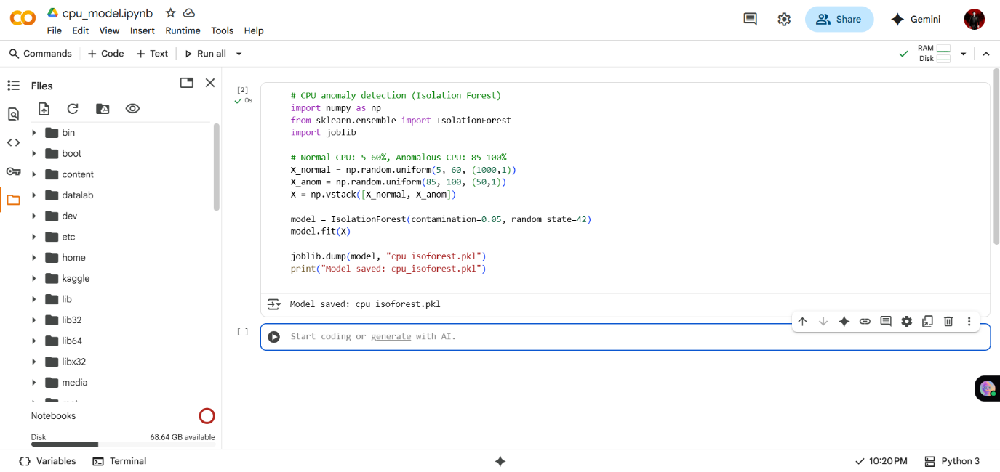 cpu_model.ipynb
File Edit View Insert Runtime Tools Help
Share
Gemini
Commands + Code + Text Run all
RAM
Disk
Files
bin
boot
content
datalab
dev
etc
home
kaggle
lib
lib32
lib64
libx32
media
Notebooks
Disk 68.64 GB available
[2]
0s
# CPU anomaly detection (Isolation Forest)
import numpy as np
from sklearn.ensemble import IsolationForest
import joblib
# Normal CPU: 5–60%, Anomalous CPU: 85–100%
X_normal = np.random.uniform(5, 60, (1000,1))
X_anom = np.random.uniform(85, 100, (50,1))
X = np.vstack([X_normal, X_anom])
model = IsolationForest(contamination=0.05, random_state=42)
model.fit(X)
joblib.dump(model, "cpu_isoforest.pkl")
print("Model saved: cpu_isoforest.pkl")
Model saved: cpu_isoforest.pkl
[ ]
Start coding or generate with AI.
{} Variables Terminal
10:20 PM Python 3